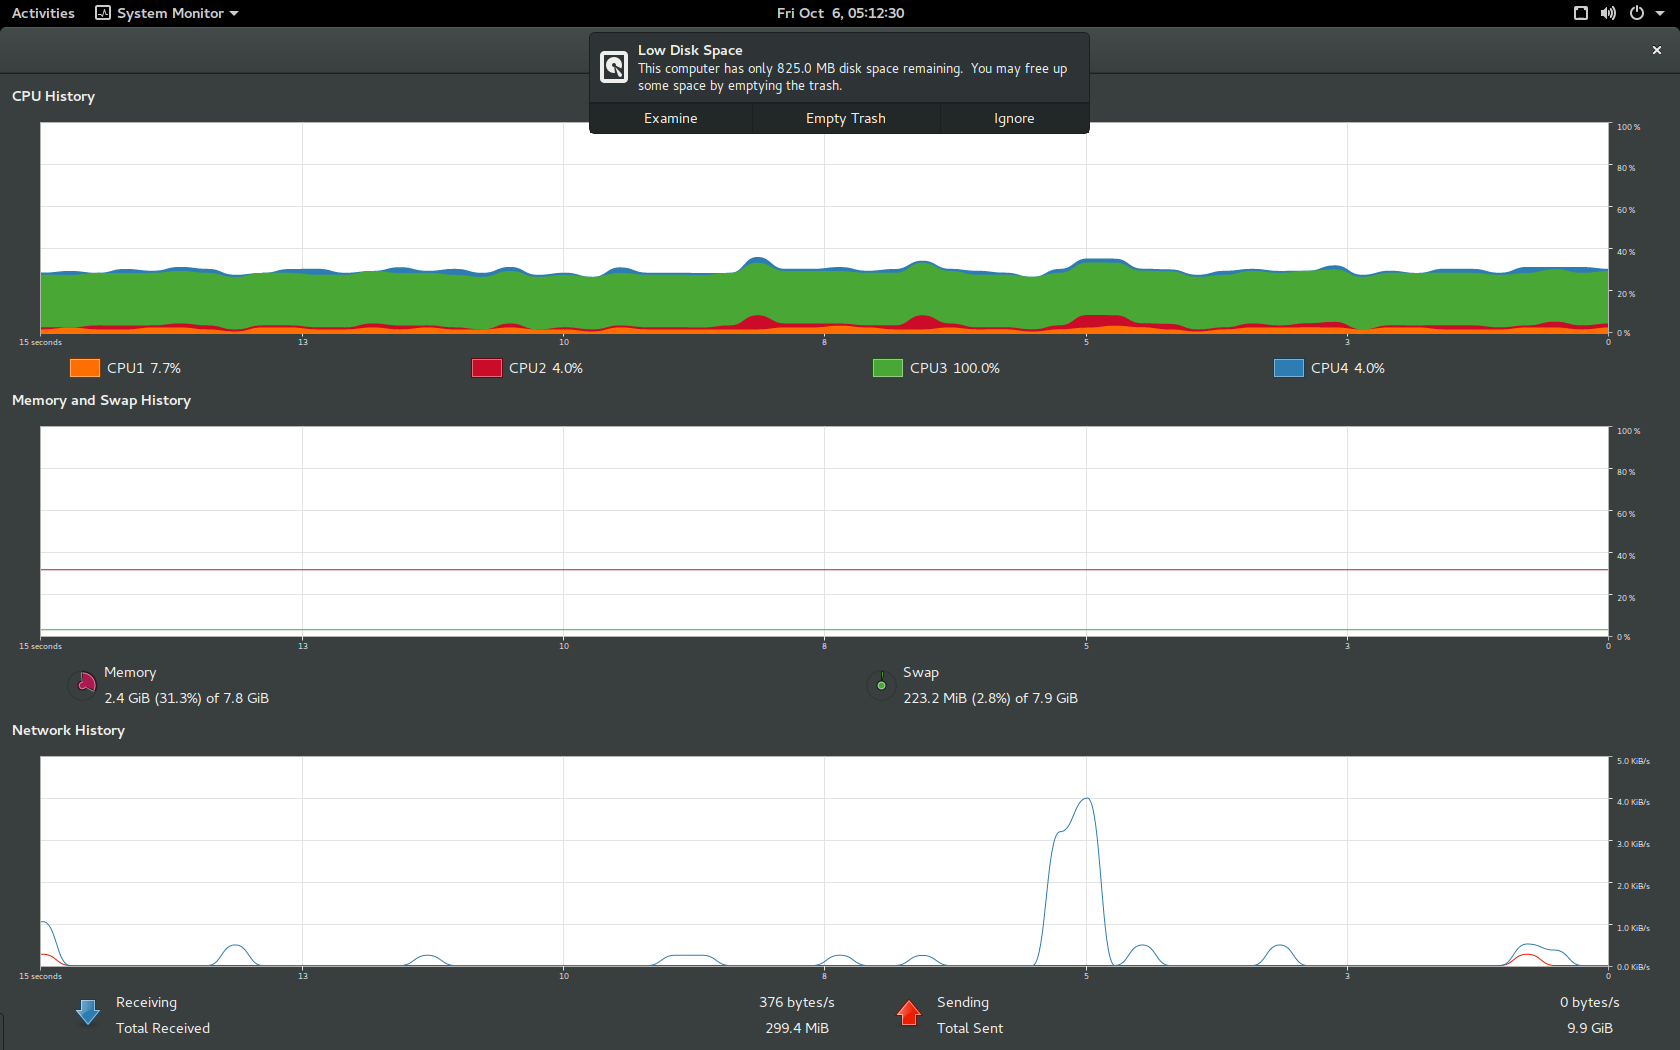 Activities System Monitor Fri Oct 6, 05:12:30
Low Disk Space
This computer has only 825.0 MB disk space remaining. You may free up
some space by emptying the trash.
Examine Empty Trash Ignore
CPU History
100 %
80 %
60 %
40 %
20 %
0 %
15 seconds 13 10 8 5 3 0
CPU1 7.7% CPU2 4.0% CPU3 100.0% CPU4 4.0%
Memory and Swap History
100 %
80 %
60 %
40 %
20 %
0 %
15 seconds 13 10 8 5 3 0
Memory Swap
2.4 GiB (31.3%) of 7.8 GiB 223.2 MiB (2.8%) of 7.9 GiB
Network History
5.0 KiB/s
4.0 KiB/s
3.0 KiB/s
2.0 KiB/s
1.0 KiB/s
0.0 KiB/s
15 seconds 13 10 8 5 3 0
Receiving 376 bytes/s Sending 0 bytes/s
Total Received 299.4 MiB Total Sent 9.9 GiB